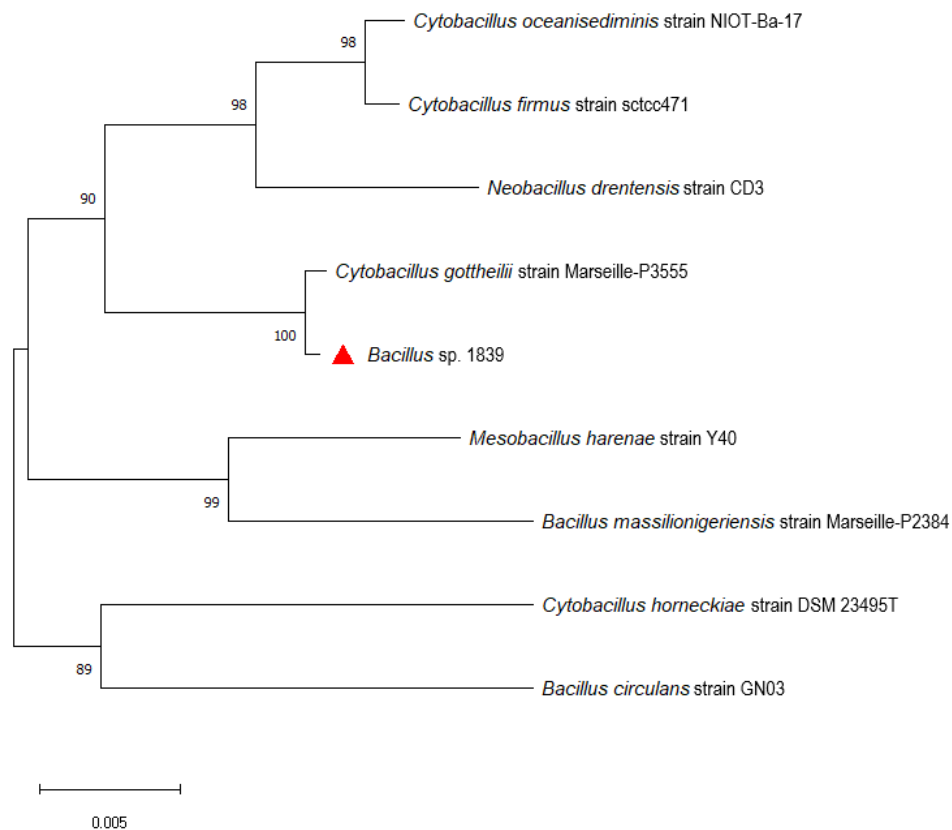 Cytobacillus oceanisediminis strain NIOT-Ba-17
98
Cytobacillus firmus strain sctcc471
98
Neobacillus drentensis strain CD3
90
Cytobacillus gottheilii strain Marseille-P3555
100
Bacillus sp. 1839
Mesobacillus harenae strain Y40
99
Bacillus massilionigeriensis strain Marseille-P2384
Cytobacillus horneckiae strain DSM 23495T
89
Bacillus circulans strain GN03
0.005